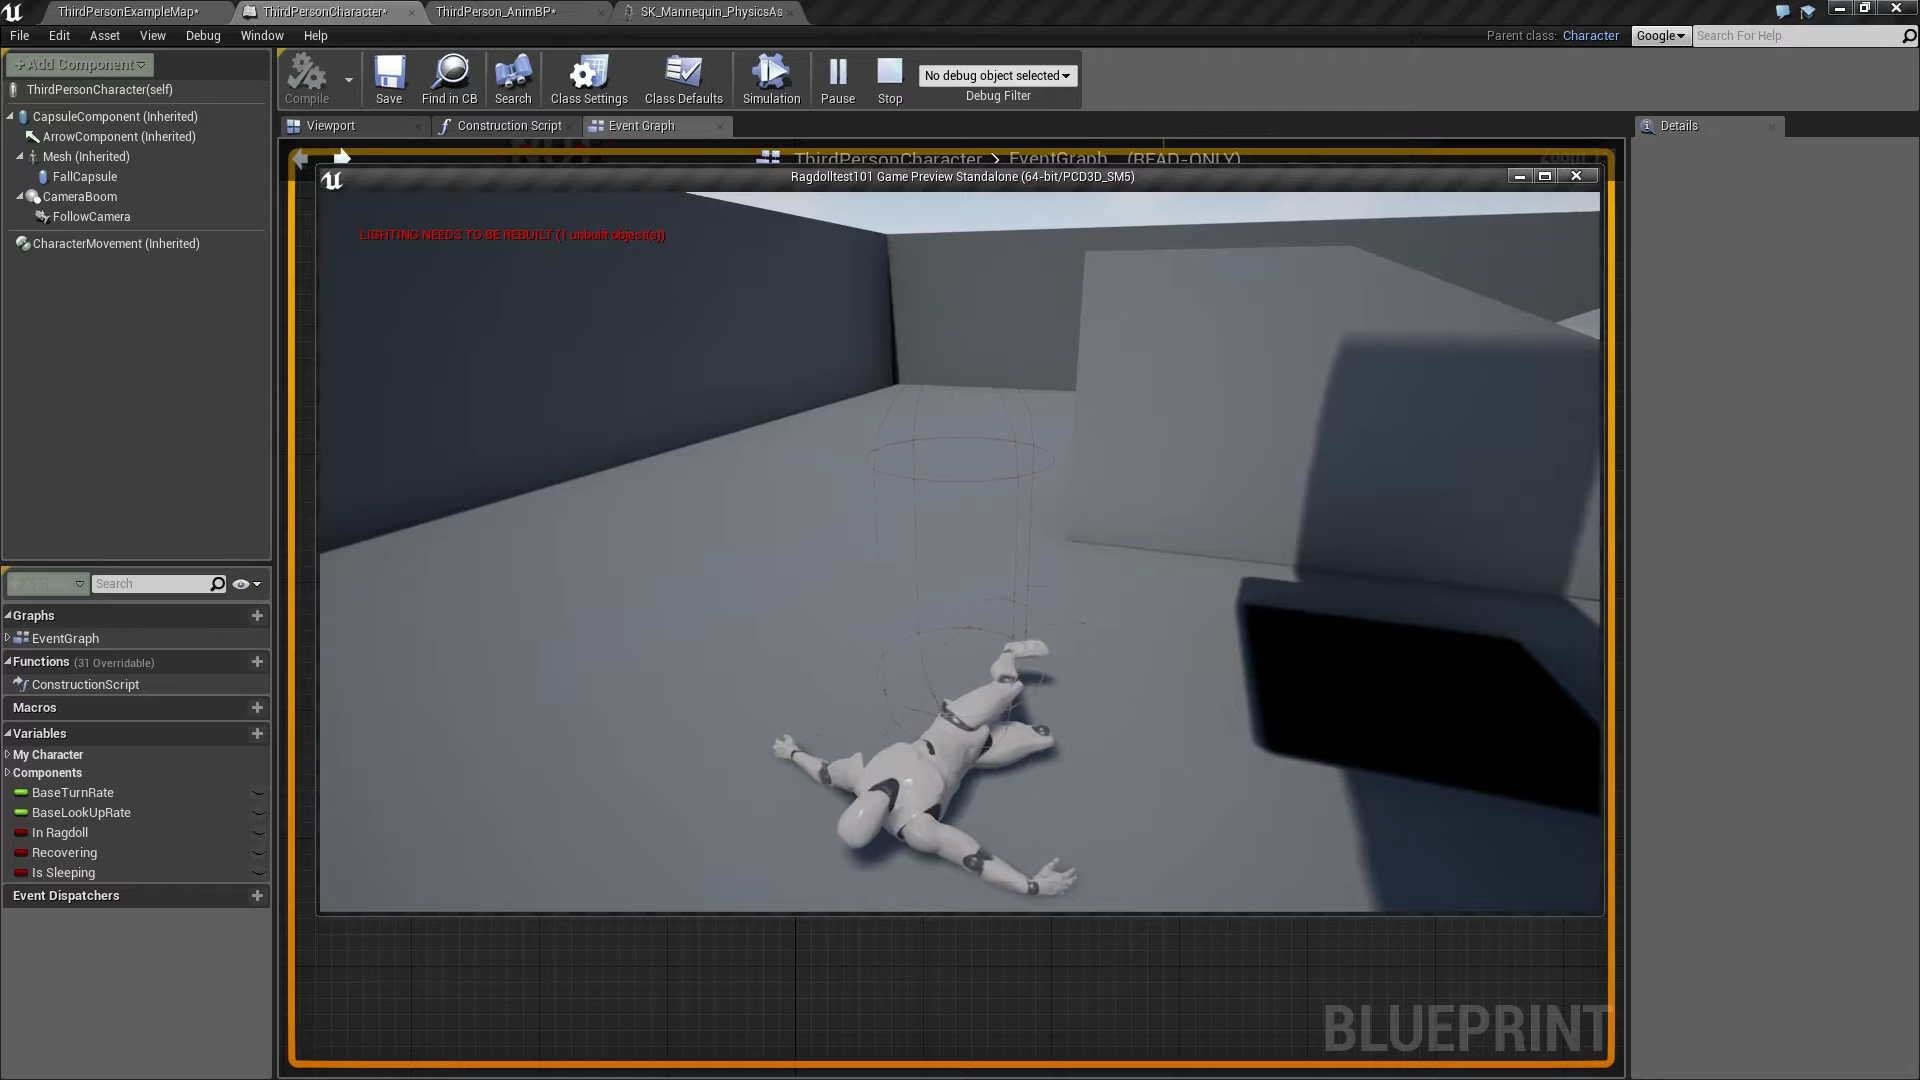 ThirdPersonExampleMap*
ThirdPersonCharacter*
ThirdPerson_AnimBP*
SK_Mannequin_PhysicsAs
File Edit Asset View Debug Window Help
Parent class: Character
Google
Search For Help
+Add Component
Compile
Save
Find in CB
Search
Class Settings
Class Defaults
Simulation
Pause
Stop
No debug object selected
Debug Filter
ThirdPersonCharacter(self)
CapsuleComponent (Inherited)
ArrowComponent (Inherited)
Mesh (Inherited)
FallCapsule
CameraBoom
FollowCamera
CharacterMovement (Inherited)
Viewport
Construction Script
Event Graph
Details
ThirdPersonCharacter > EventGraph (READ-ONLY)
Ragdolltest101 Game Preview Standalone (64-bit/PCD3D_SM5)
LIGHTING NEEDS TO BE REBUILT (1 unbuilt object(s))
Search
Graphs
EventGraph
Functions (31 Overridable)
ConstructionScript
Macros
Variables
My Character
Components
BaseTurnRate
BaseLookUpRate
In Ragdoll
Recovering
Is Sleeping
Event Dispatchers
BLUEPRINT